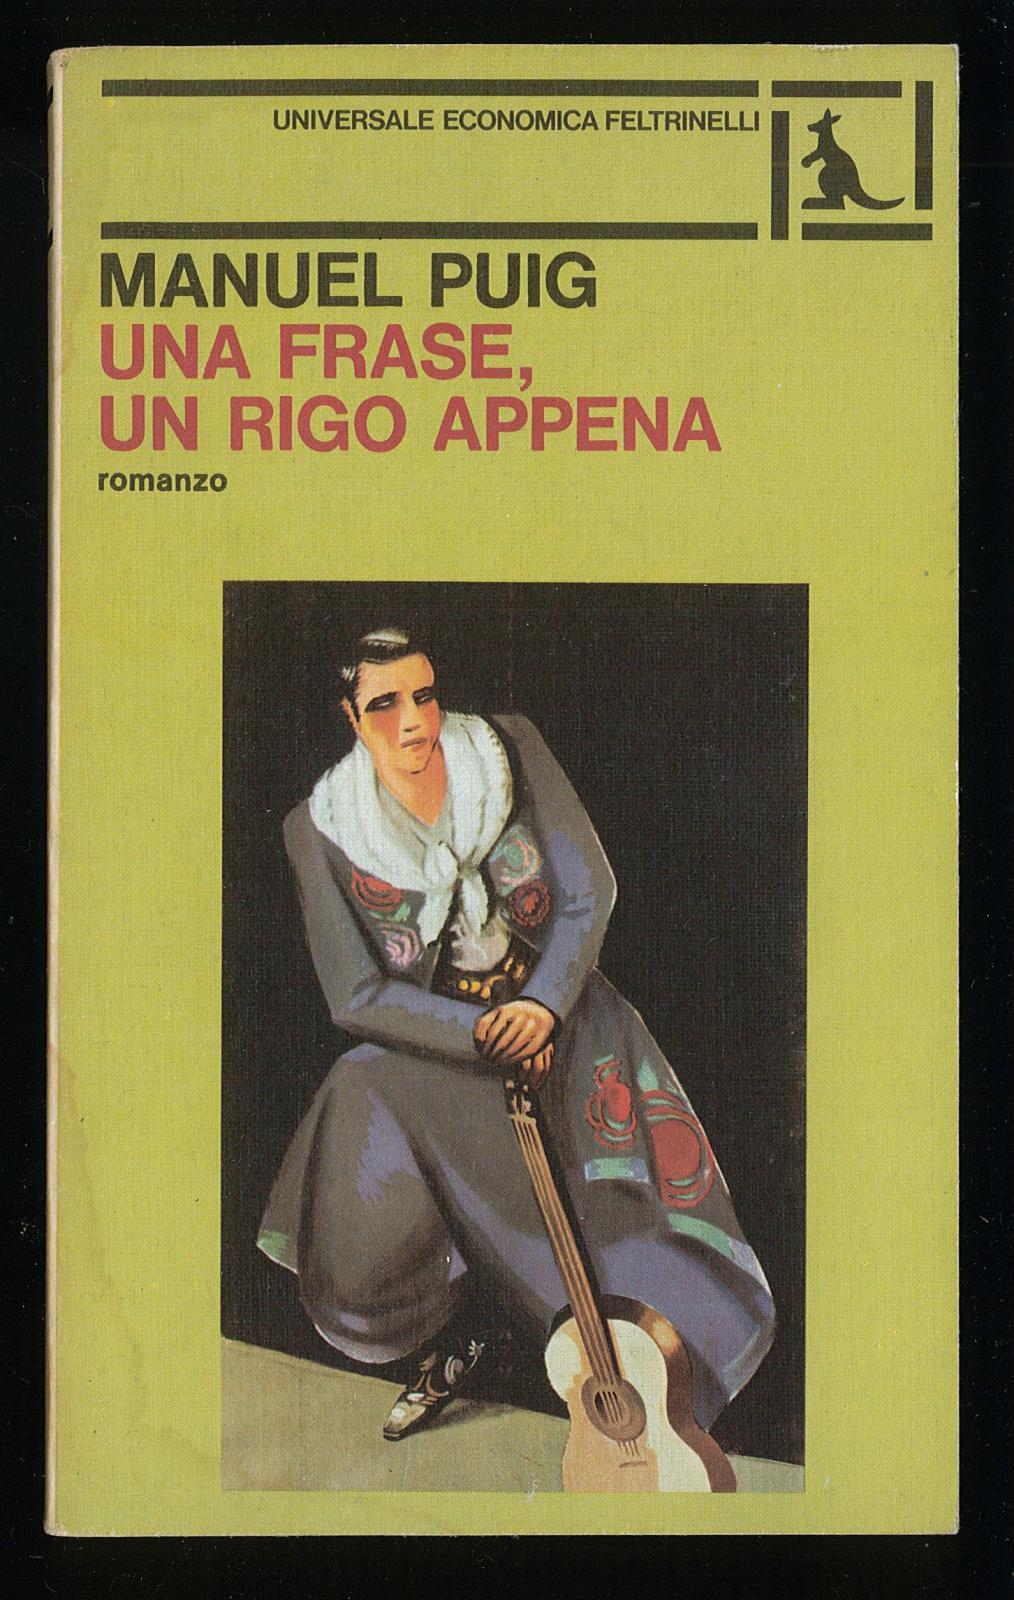 UNIVERSALE ECONOMICA FELTRINELLI
MANUEL PUIG
UNA FRASE,
UN RIGO APPENA
romanzo